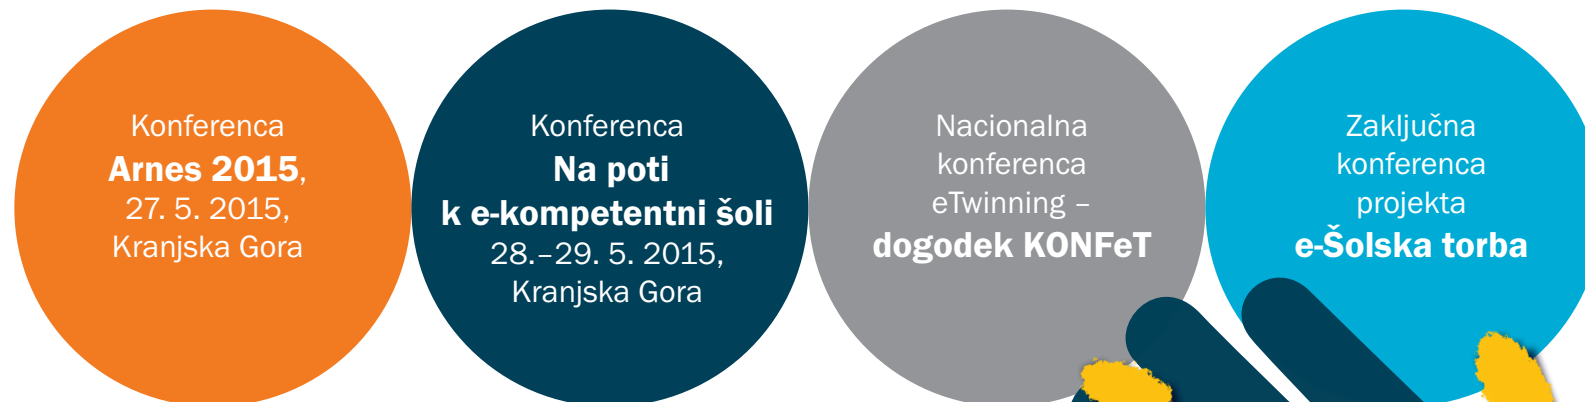 Konferenca
Arnes 2015,
27. 5. 2015,
Kranjska Gora
Konferenca
Na poti
k e-kompetentni šoli
28.–29. 5. 2015,
Kranjska Gora
Nacionalna
konferenca
eTwinning –
dogodek KONFeT
Zaključna
konferenca
projekta
e-Šolska torba